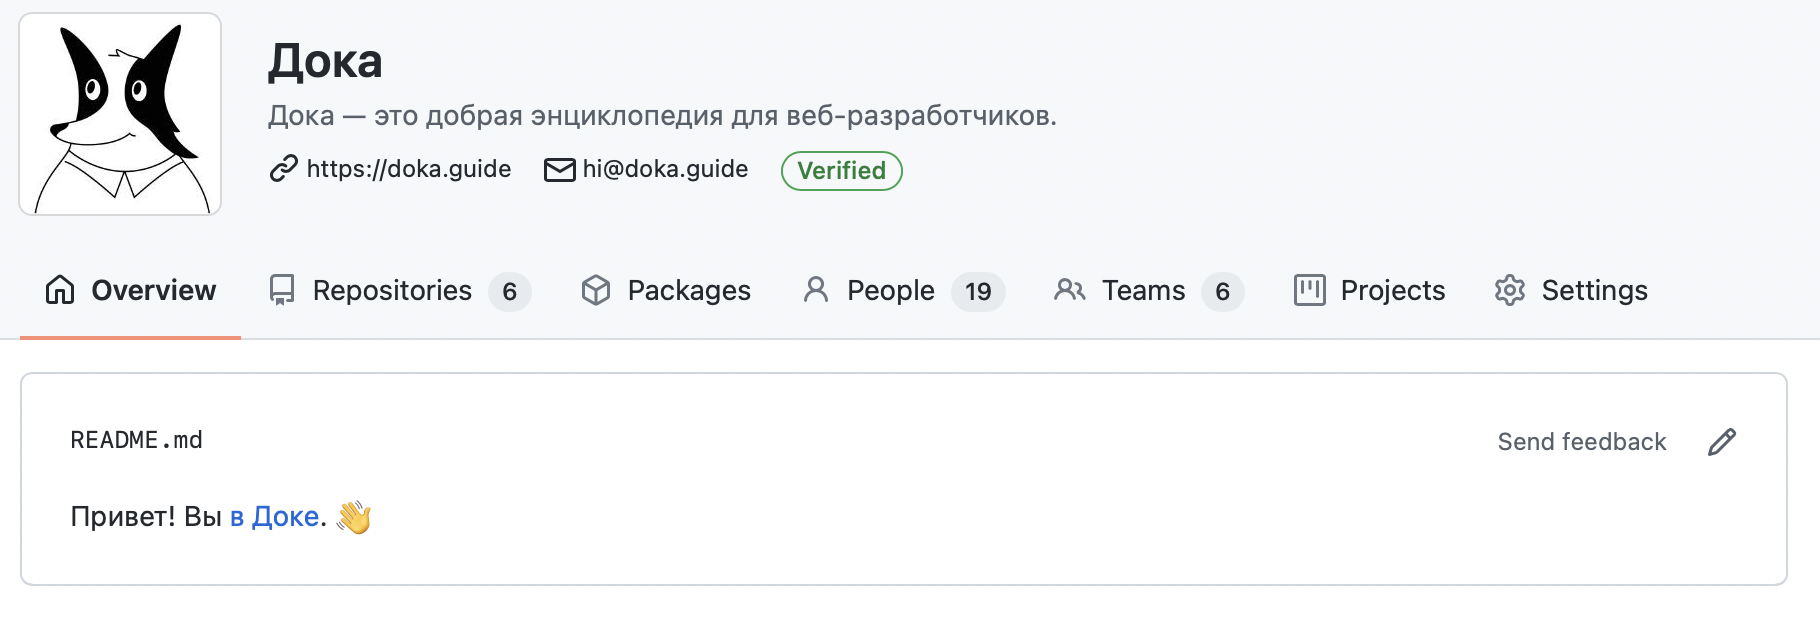 Дока
Дока — это добрая энциклопедия для веб-разработчиков.
https://doka.guide hi@doka.guide Verified
Overview Repositories 6 Packages People 19 Teams 6 Projects Settings
README.md Send feedback
Привет! Вы в Доке. 👋